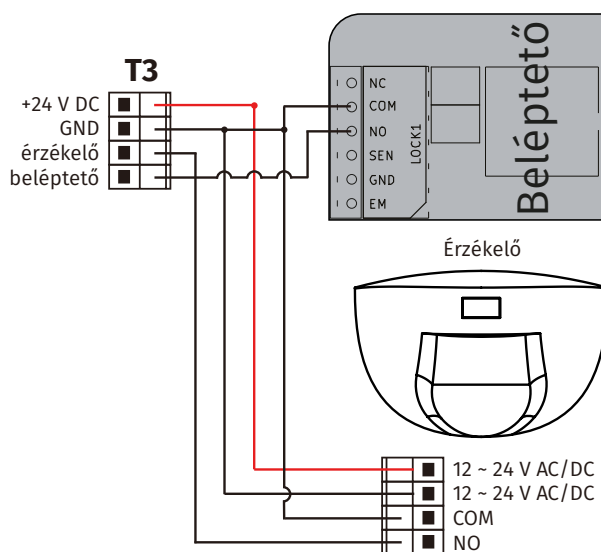 T3
+24 V DC
GND
érzékelő
beléptető
NC
COM
NO
SEN
GND
EM
LOCK1
Beléptető
Érzékelő
12 ~ 24 V AC/DC
12 ~ 24 V AC/DC
COM
NO